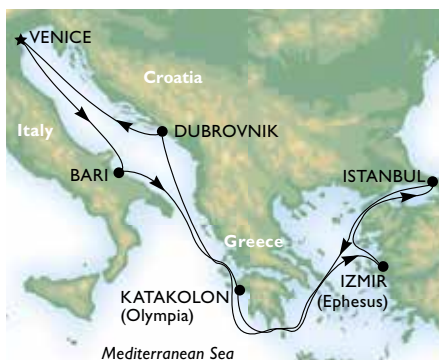 VENICE
Croatia
Italy
DUBROVNIK
BARI
ISTANBUL
Greece
IZMIR
(Ephesus)
KATAKOLON
(Olympia)
Mediterranean Sea